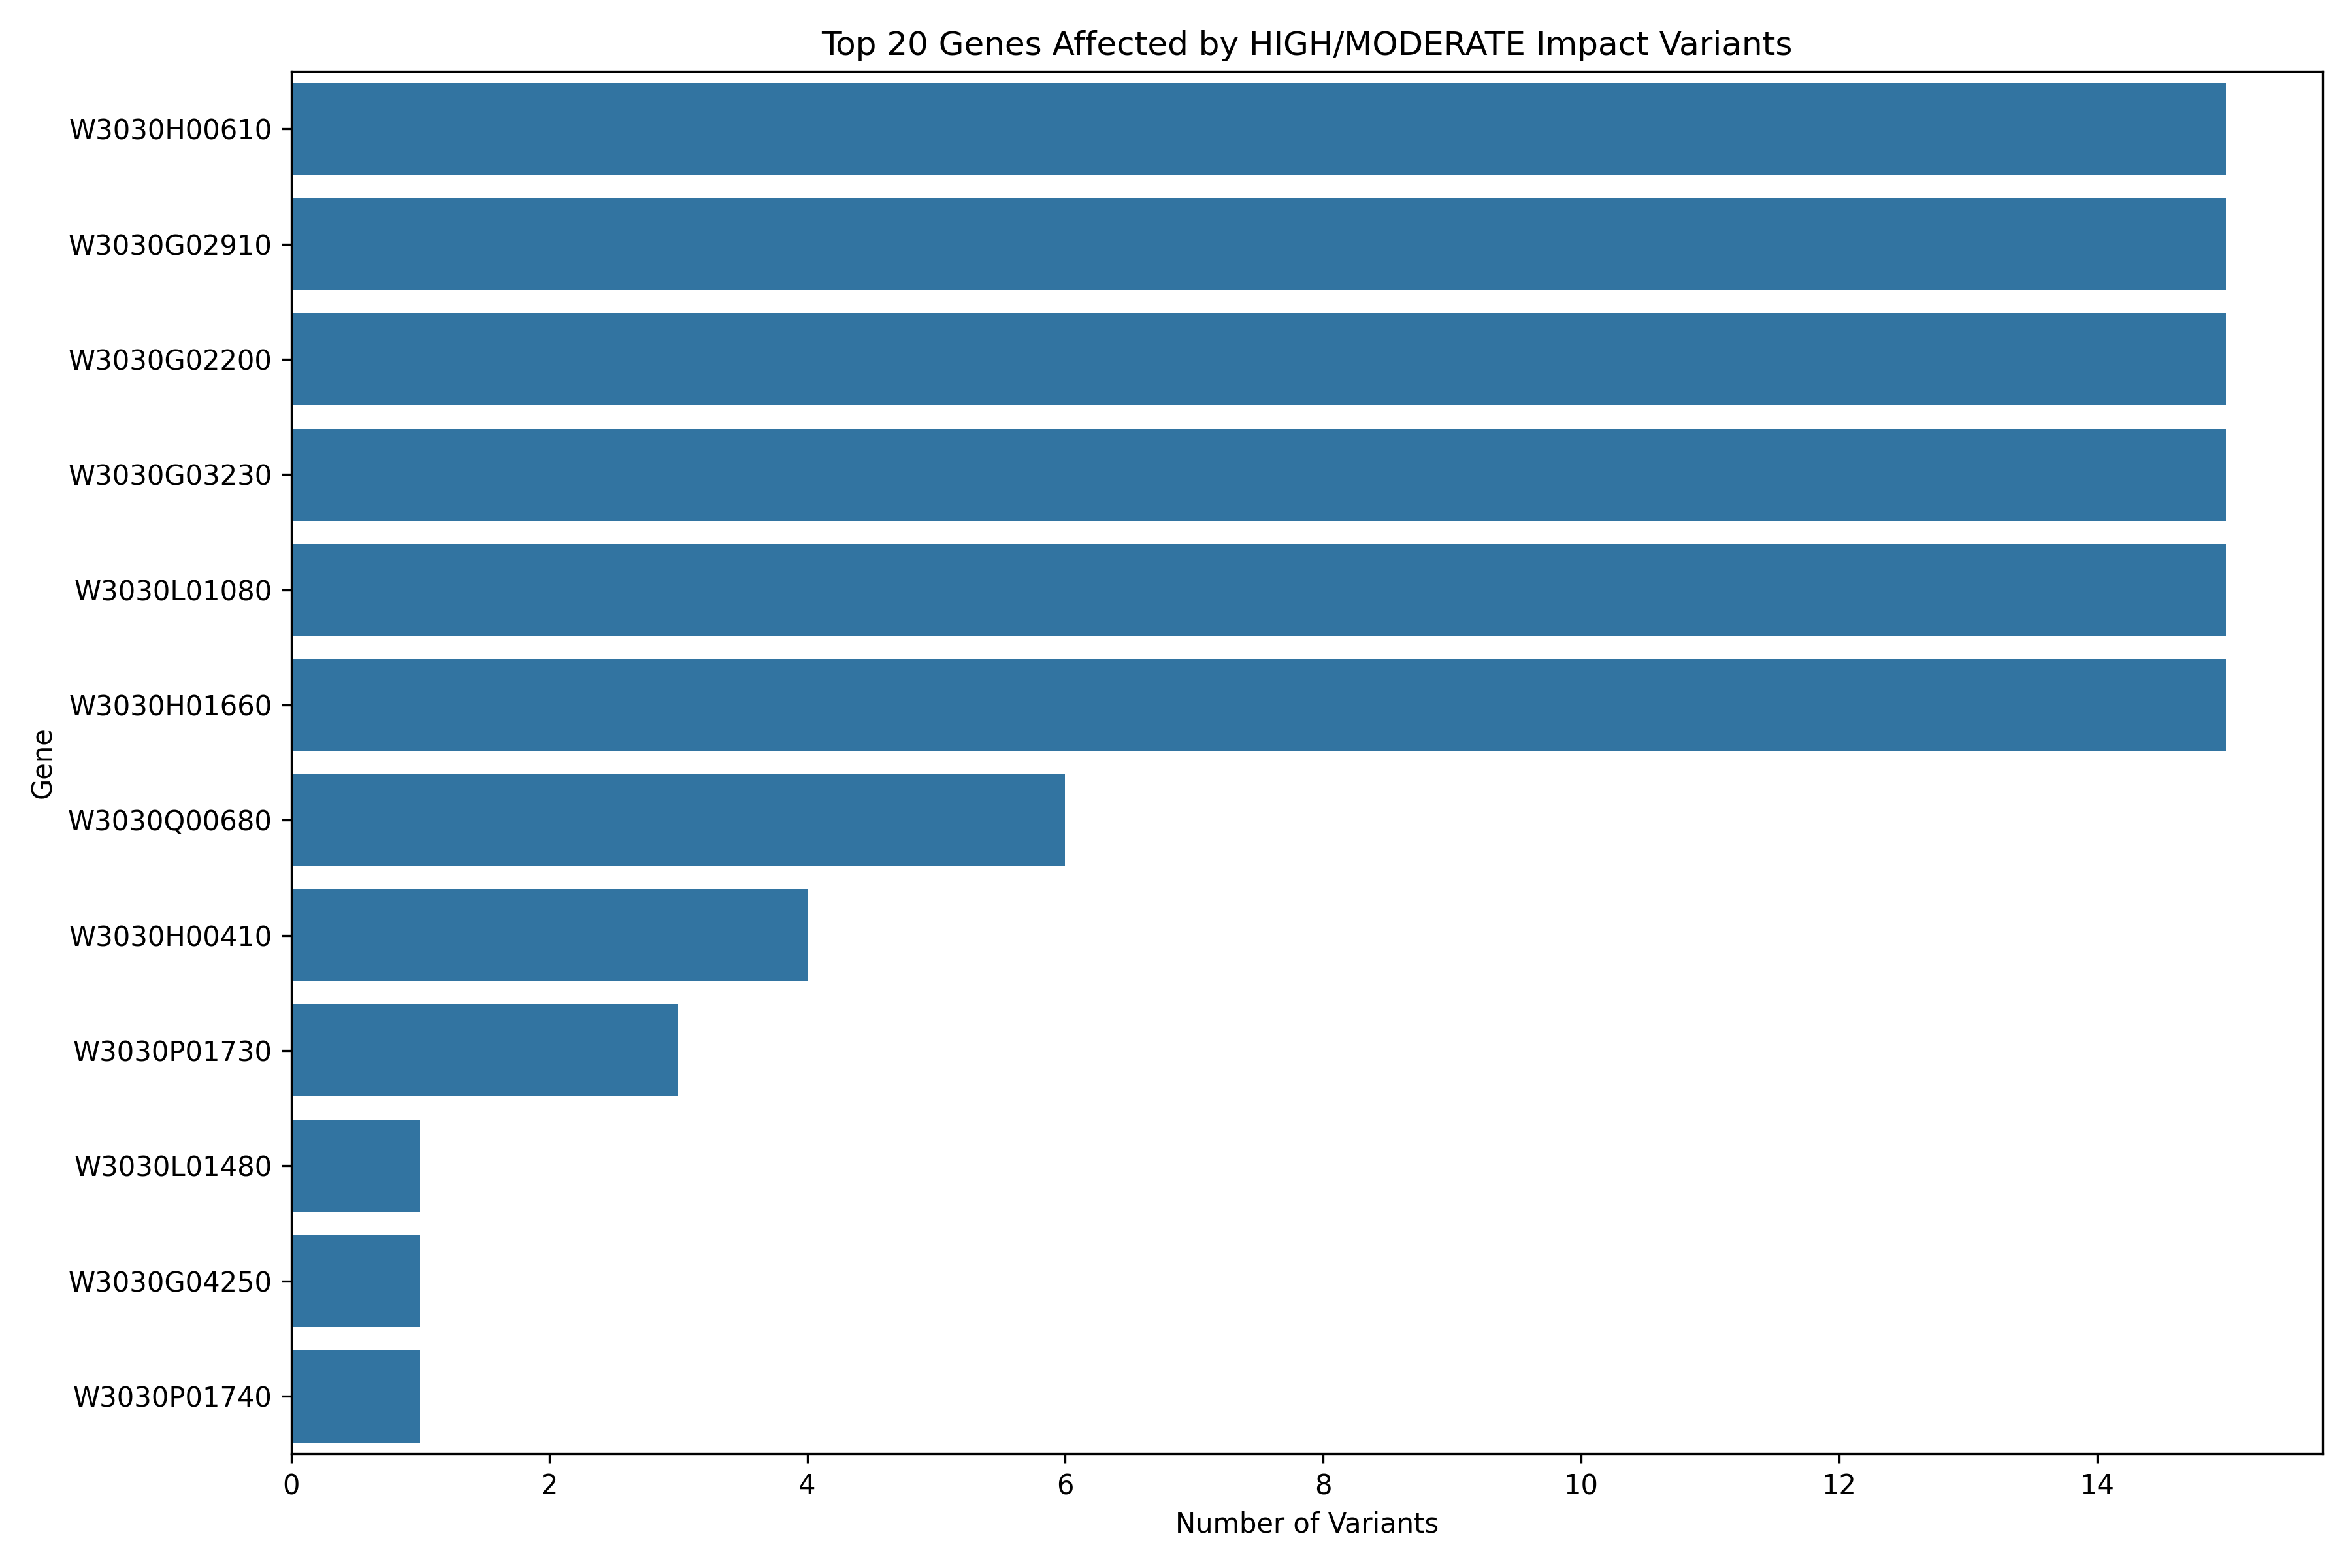 Top 20 Genes Affected by HIGH/MODERATE Impact Variants
W3030H00610
W3030G02910
W3030G02200
W3030G03230
W3030L01080
W3030H01660
Gene
W3030Q00680
W3030H00410
W3030P01730
W3030L01480
W3030G04250
W3030P01740
0 2 4 6 8 10 12 14
Number of Variants